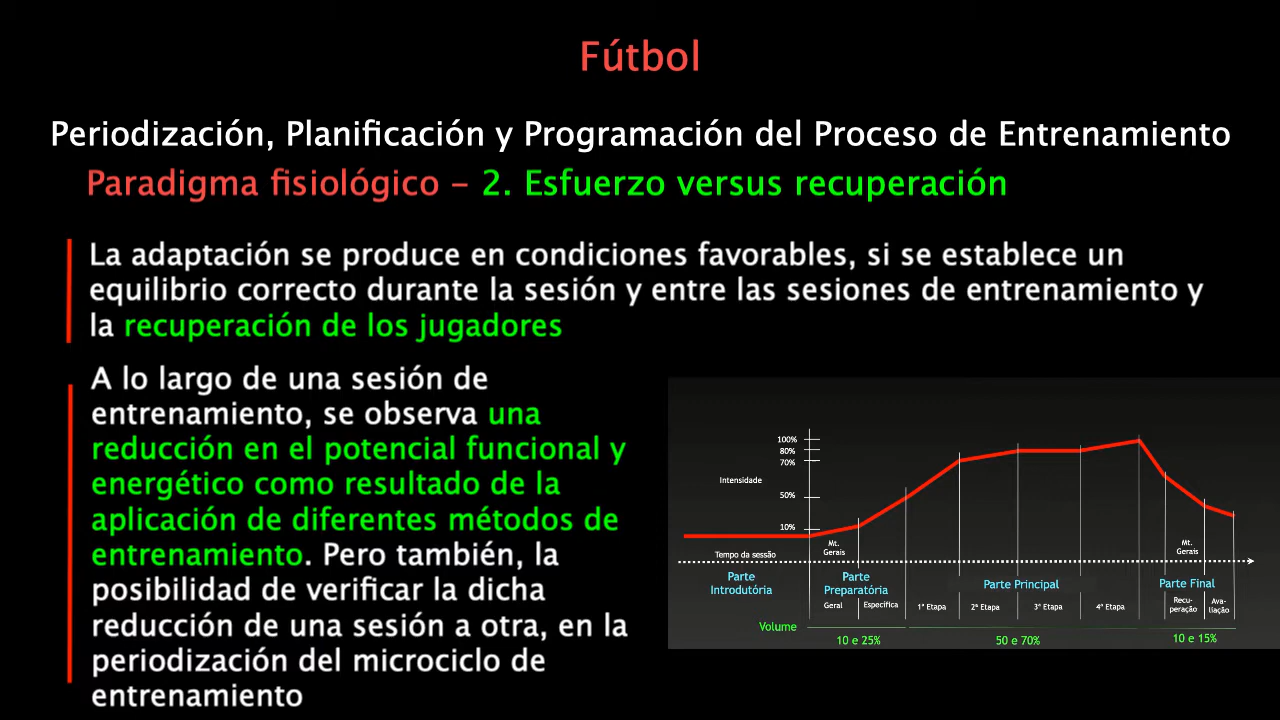 Fútbol
Periodización, Planificación y Programación del Proceso de Entrenamiento
Paradigma fisiológico - 2. Esfuerzo versus recuperación
La adaptación se produce en condiciones favorables, si se establece un
equilibrio correcto durante la sesión y entre las sesiones de entrenamiento y
la recuperación de los jugadores
A lo largo de una sesión de
entrenamiento, se observa una
reducción en el potencial funcional y
energético como resultado de la
aplicación de diferentes métodos de
entrenamiento. Pero también, la
posibilidad de verificar la dicha
reducción de una sesión a otra, en la
periodización del microciclo de
entrenamiento
100%
80%
70%
Intensidade
50%
10%
Mt.
Gerais
Mt.
Gerais
Tempo da sessão
Parte
Introdutória
Parte
Preparatória
Parte Principal
Parte Final
Geral
Específica
1ª Etapa
2ª Etapa
3ª Etapa
4ª Etapa
Recu-
peração
Ava-
liação
Volume
10 e 25%
50 e 70%
10 e 15%